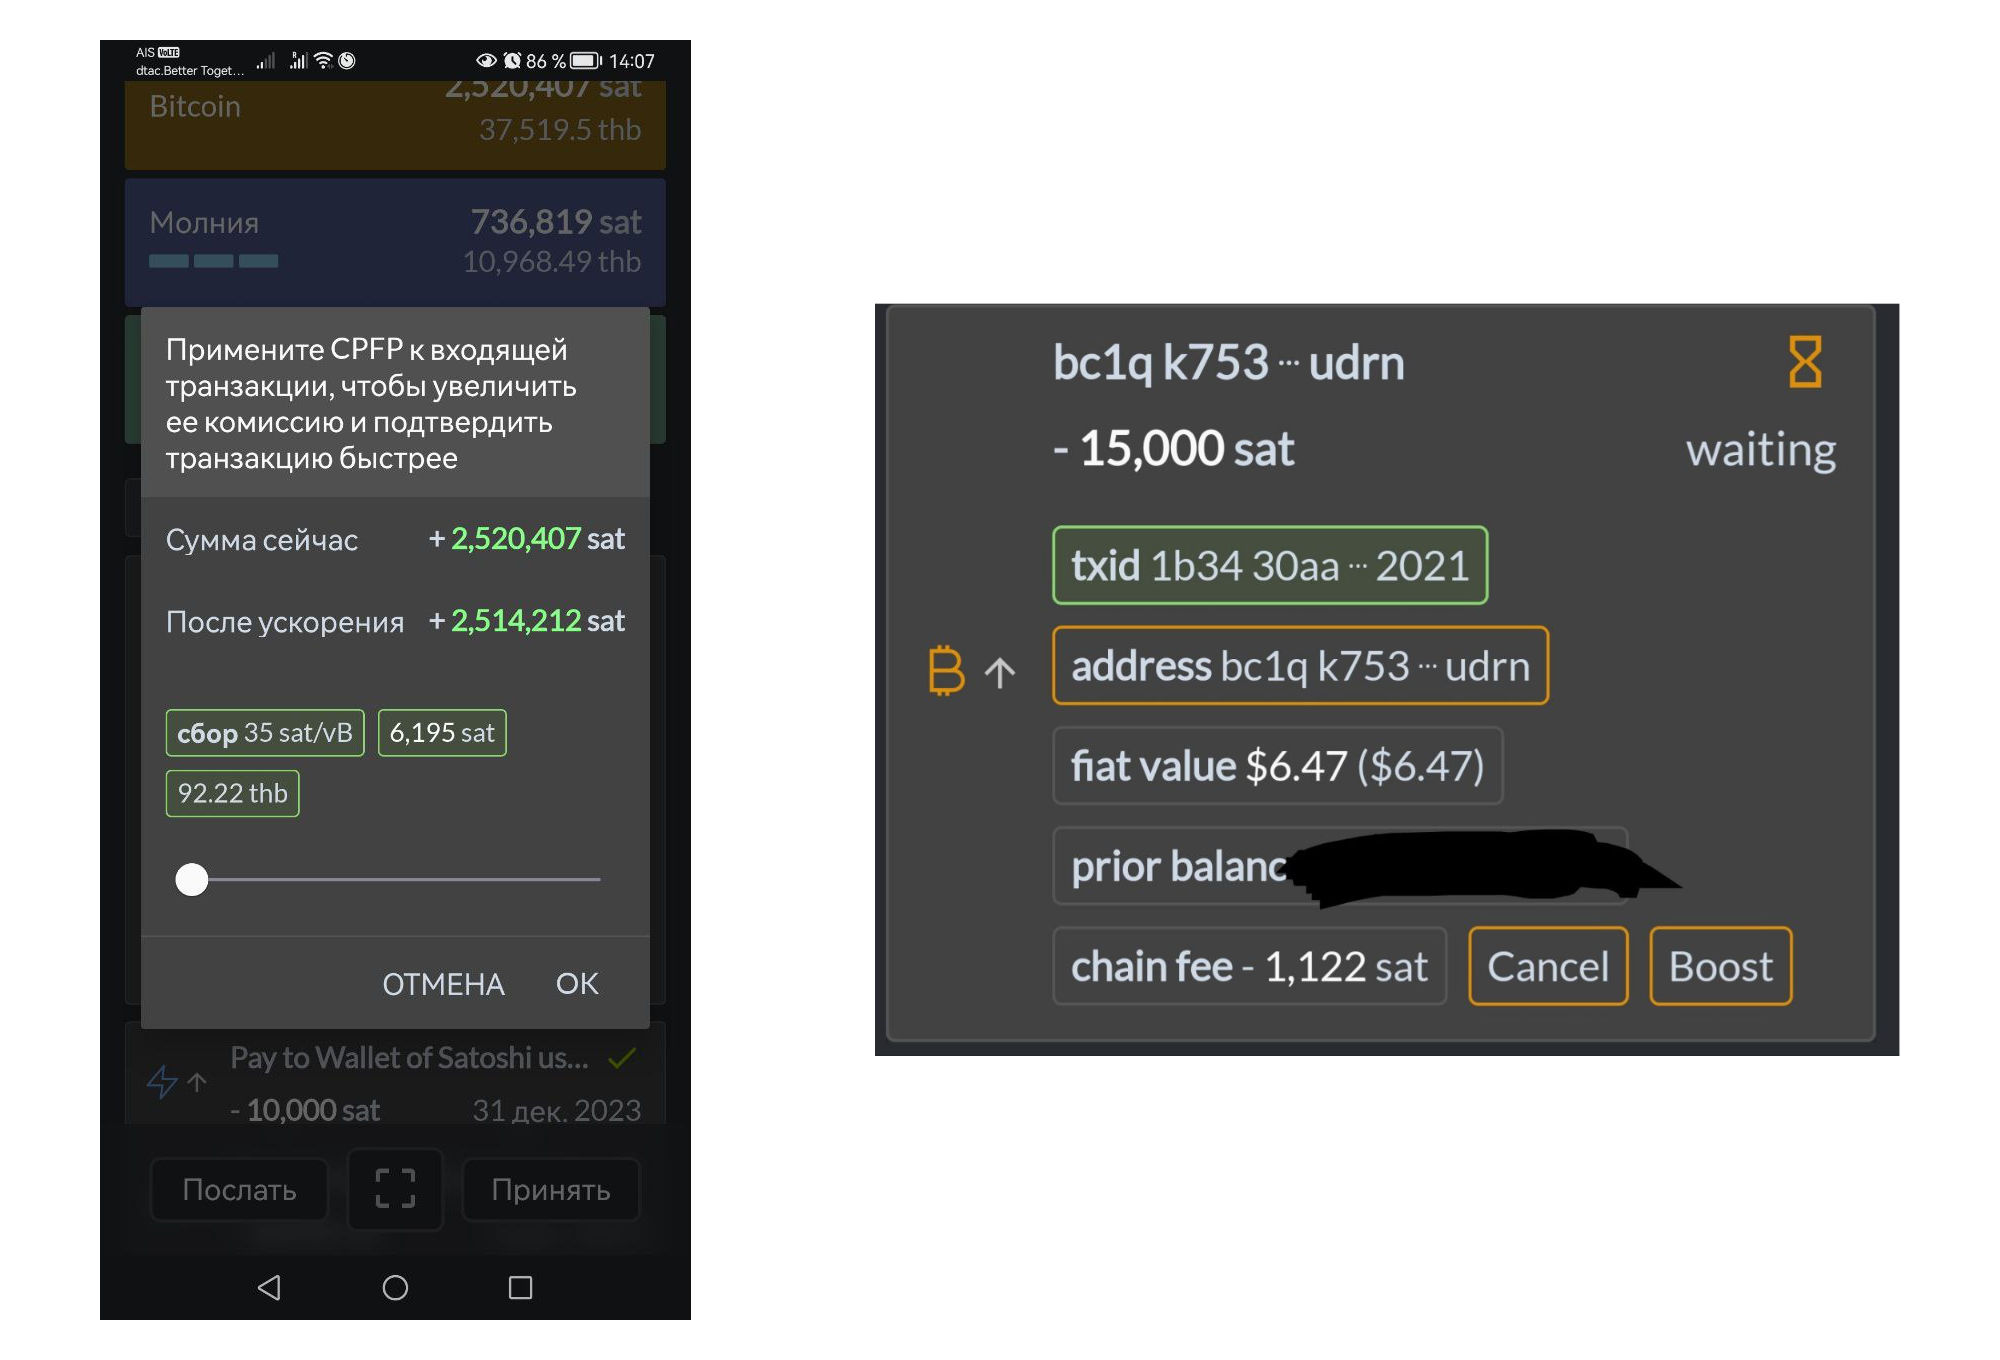 AIS VoLTE
dtac.Better Toget...
R
86 % 14:07
Bitcoin 2,520,407 sat
37,519.5 thb
Молния 736,819 sat
10,968.49 thb
Примените CPFP к входящей
транзакции, чтобы увеличить
ее комиссию и подтвердить
транзакцию быстрее
Сумма сейчас + 2,520,407 sat
После ускорения + 2,514,212 sat
сбор 35 sat/vB 6,195 sat
92.22 thb
ОТМЕНА OK
Pay to Wallet of Satoshi us...
- 10,000 sat 31 дек. 2023
Послать Принять
bc1q k753 ··· udrn
- 15,000 sat waiting
txid 1b34 30aa ··· 2021
address bc1q k753 ··· udrn
fiat value $6.47 ($6.47)
prior balanc
chain fee - 1,122 sat Cancel Boost